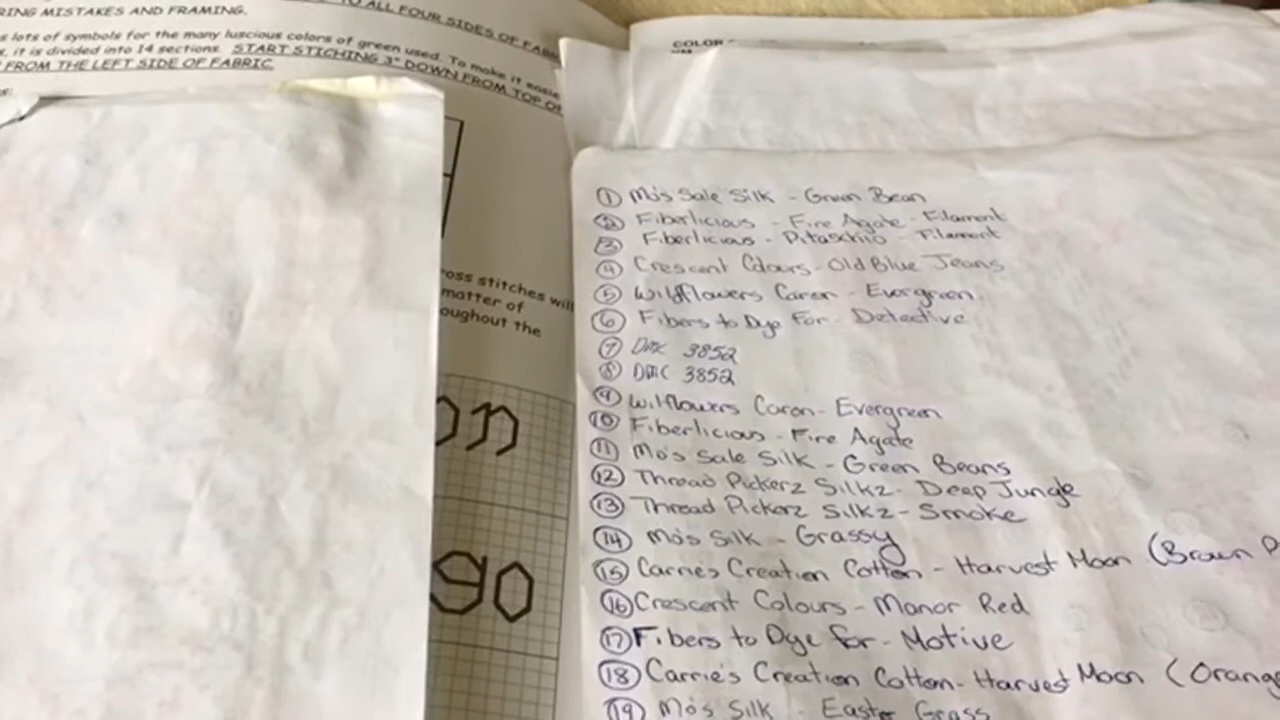 RING MISTAKES AND FRAMING.
TO ALL FOUR SIDES OF FAB
s lots of symbols for the many luscious colors of green used. To make it easie
s, it is divided into 14 sections. START STICHING 3" DOWN FROM TOP O
FROM THE LEFT SIDE OF FABRIC
oss stitches will
matter of
oughout the
on
go
COLOR
① Mo's Sale Silk - Green Bean
② Fiberlicious - Fire Agate - Filament
③ Fiberlicious - Pitaschio - Filament
④ Crescent Colours - Old Blue Jeans
⑤ Wildflowers Caron - Evergreen
⑥ Fibers to Dye For - Detective
⑦ DMC 3852
⑧ DMC 3852
⑨ Wilflowers Caron - Evergreen
⑩ Fiberlicious - Fire Agate
⑪ Mo's Sale Silk - Green Beans
⑫ Thread Pickerz Silkz - Deep Jungle
⑬ Thread Pickerz Silkz - Smoke
⑭ Mo's Silk - Grassy
⑮ Carrie's Creation Cotton - Harvest Moon (Brown P
⑯ Crescent Colours - Manor Red
⑰ Fibers to Dye for - Motive
⑱ Carrie's Creation Cotton - Harvest Moon (Orange
⑲ Mo's Silk - Easter Grass